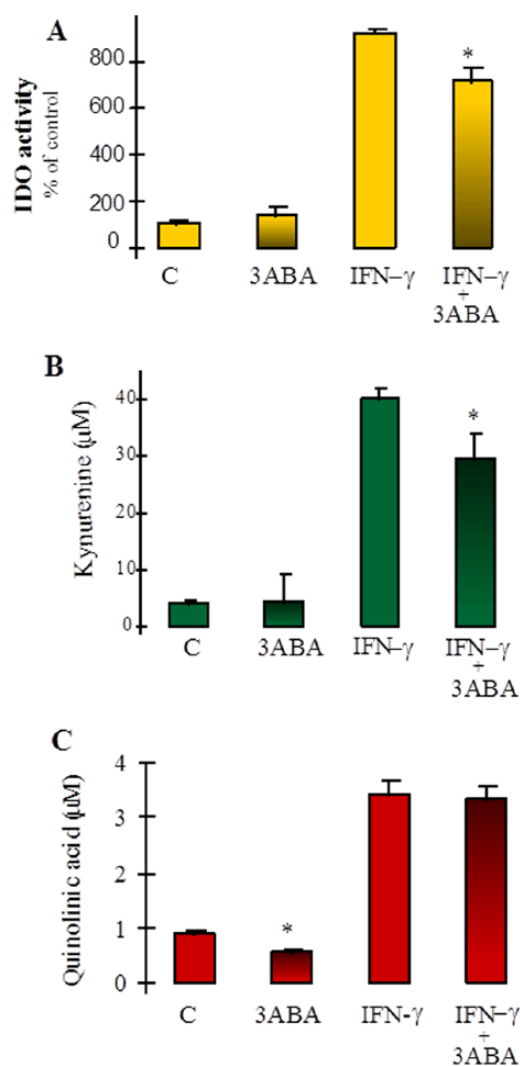 A
IDO activity
% of control
800
600
400
200
0
C
3ABA
IFN–γ
IFN–γ
+
3ABA
*
B
Kynurenine (μM)
40
30
20
10
0
C
3ABA
IFN–γ
IFN–γ
+
3ABA
*
C
Quinolinic acid (μM)
4
3
2
1
0
C
3ABA
IFN-γ
IFN–γ
+
3ABA
*